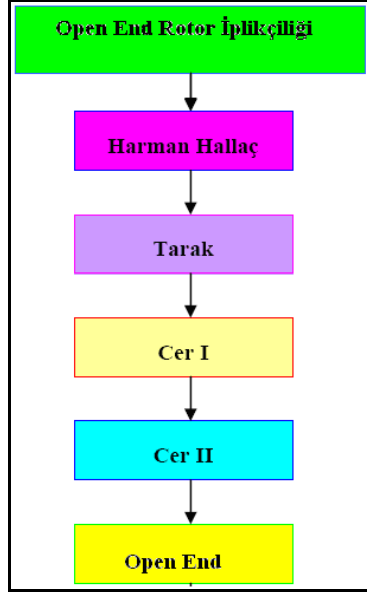 Open End Rotor İplikçiliği
Harman Hallaç
Tarak
Cer I
Cer II
Open End